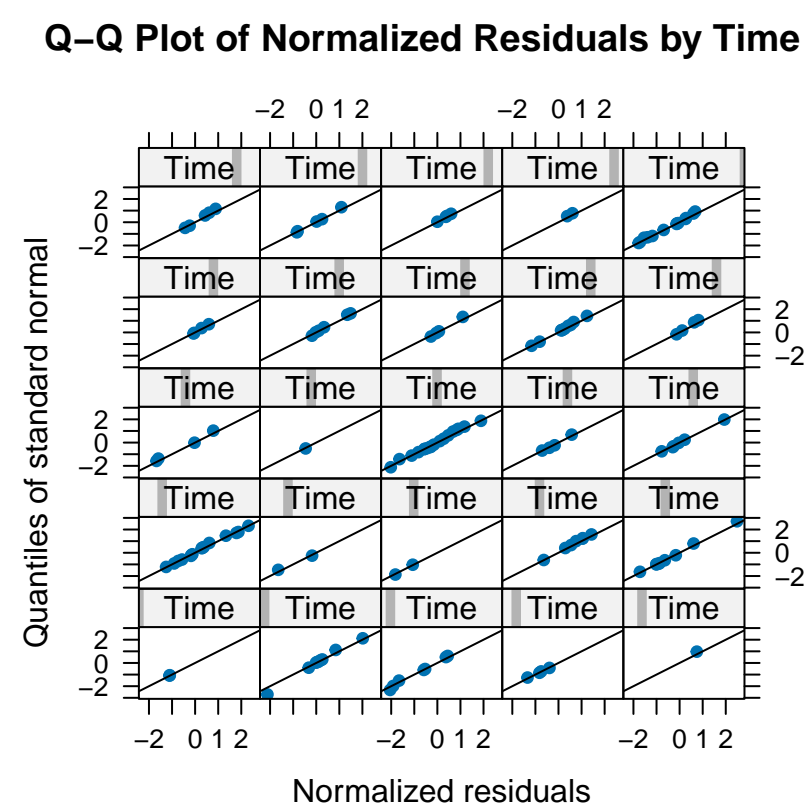 Q−Q Plot of Normalized Residuals by Time
−2 0 1 2 −2 0 1 2
Time Time Time Time Time
2
0
−2
Time Time Time Time Time
2
0
−2
Time Time Time Time Time
2
0
−2
Time Time Time Time Time
2
0
−2
Time Time Time Time Time
2
0
−2
−2 0 1 2 −2 0 1 2 −2 0 1 2
Normalized residuals
Quantiles of standard normal